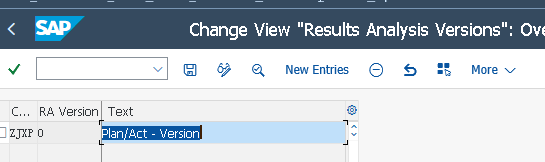 SAP
Change View "Results Analysis Versions": Ove
New Entries
More
C... RA Version Text
ZJXP 0 Plan/Act - Version